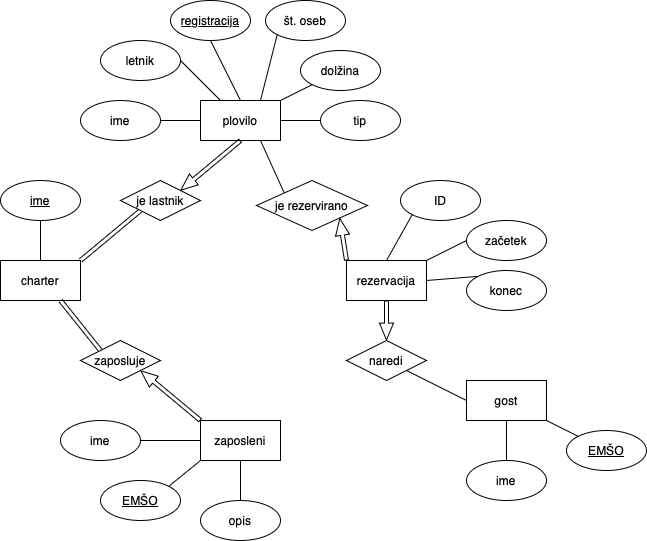 registracija
št. oseb
letnik
dolžina
ime
plovilo
tip
ime
je lastnik
je rezervirano
ID
začetek
charter
rezervacija
konec
zaposluje
naredi
gost
ime
zaposleni
EMŠO
EMŠO
ime
opis